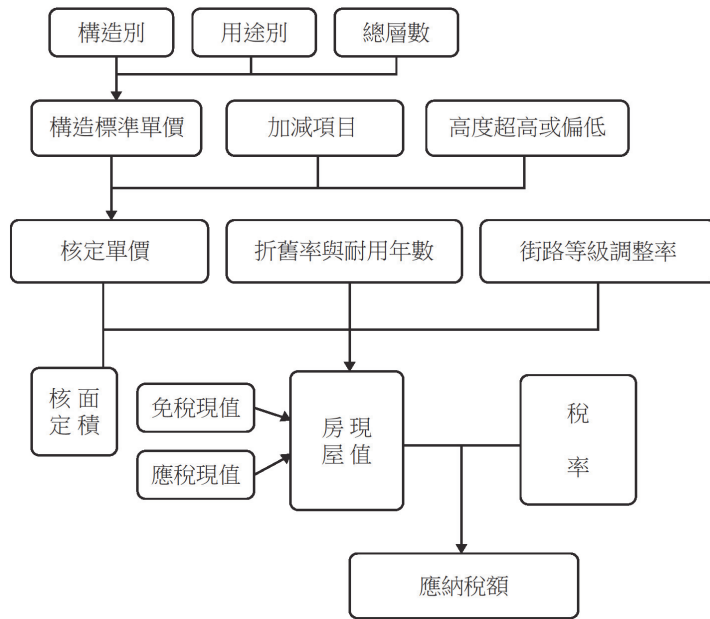 構造別
用途別
總層數
構造標準單價
加減項目
高度超高或偏低
核定單價
折舊率與耐用年數
街路等級調整率
核面
定積
免稅現值
應稅現值
房現
屋值
稅
率
應納稅額